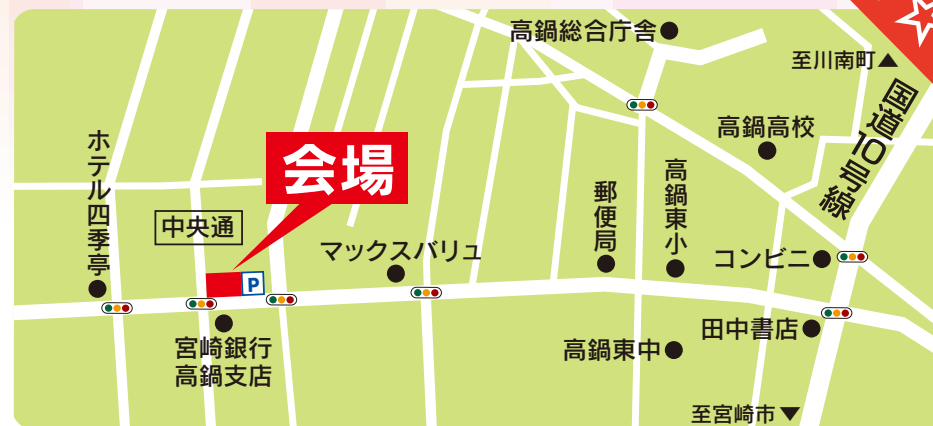 高鍋総合庁舎
至川南町▲
国道10号線
高鍋高校
ホテル四季亭
会場
中央通
郵便局
高鍋東小
マックスバリュ
コンビニ
P
田中書店
宮崎銀行
高鍋支店
高鍋東中
至宮崎市▼